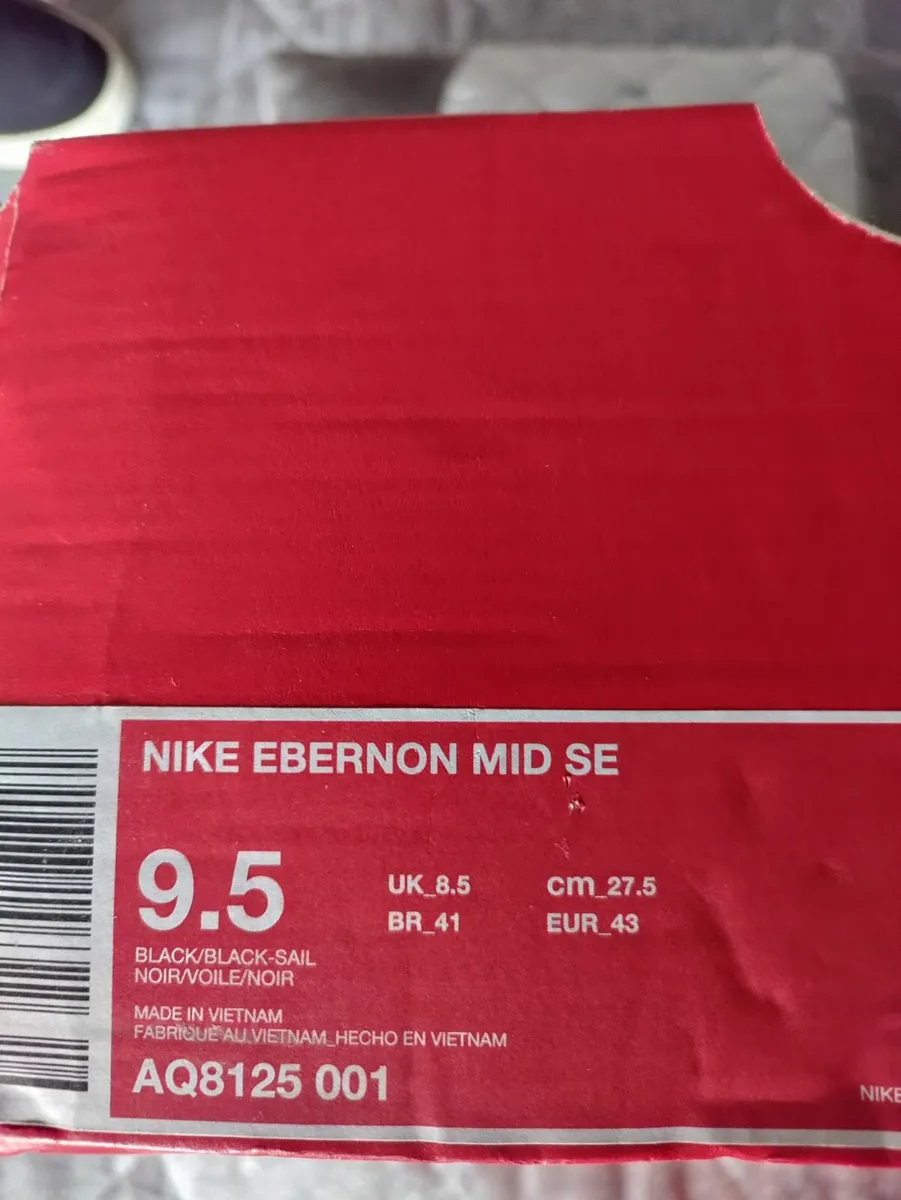 NIKE EBERNON MID SE
9.5
UK_8.5
cm_27.5
BR_41
EUR_43
BLACK/BLACK-SAIL
NOIR/VOILE/NOIR
MADE IN VIETNAM
FABRIQUÉ AU VIETNAM_HECHO EN VIETNAM
AQ8125 001
NIKE